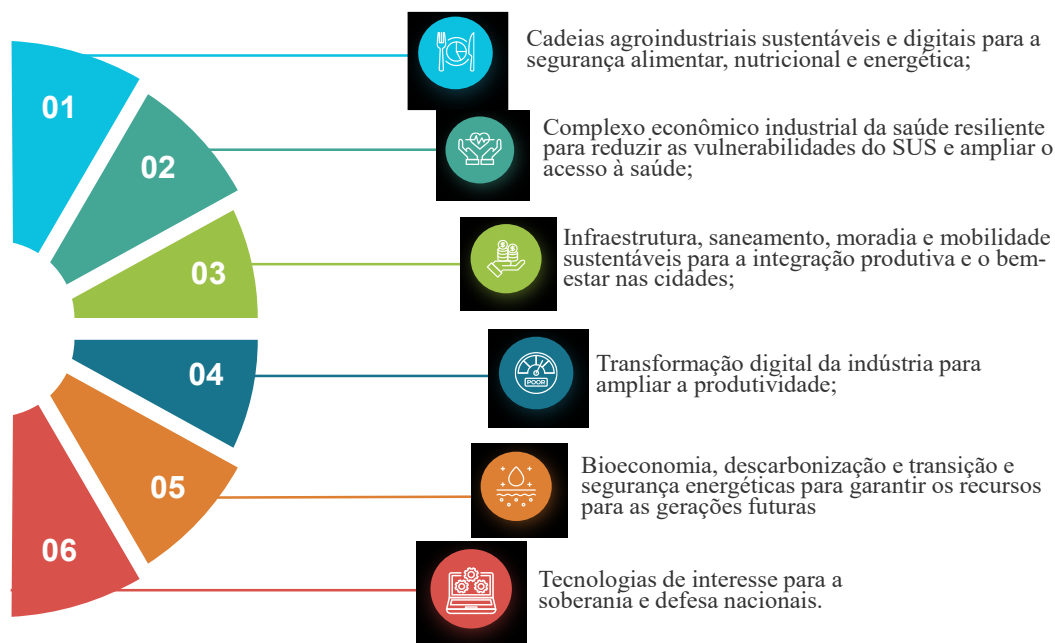 01
Cadeias agroindustriais sustentáveis e digitais para a
segurança alimentar, nutricional e energética;
02
Complexo econômico industrial da saúde resiliente
para reduzir as vulnerabilidades do SUS e ampliar o
acesso à saúde;
03
Infraestrutura, saneamento, moradia e mobilidade
sustentáveis para a integração produtiva e o bem-
estar nas cidades;
04
POOR
Transformação digital da indústria para
ampliar a produtividade;
05
Bioeconomia, descarbonização e transição e
segurança energéticas para garantir os recursos
para as gerações futuras
06
Tecnologias de interesse para a
soberania e defesa nacionais.